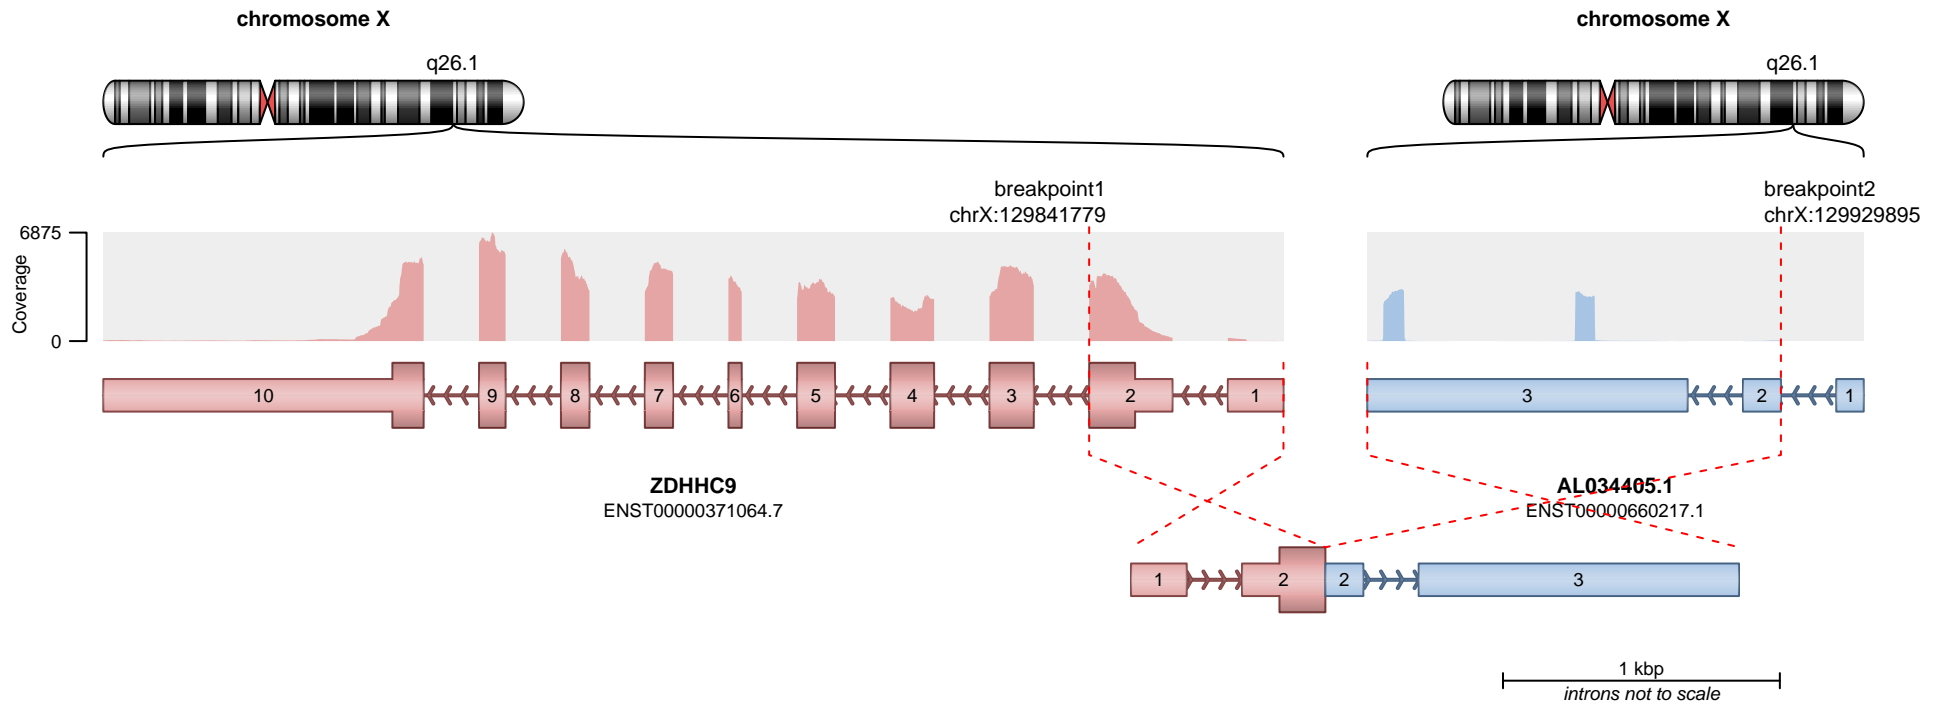 chromosome X
chromosome X
q26.1
q26.1
breakpoint1
chrX:129841779
breakpoint2
chrX:129929895
6875
Coverage
0
10 9 8 7 6 5 4 3 2 1
3 2 1
ZDHHC9
ENST00000371064.7
AL034405.1
ENST00000660217.1
1 2 2 3
1 kbp
introns not to scale